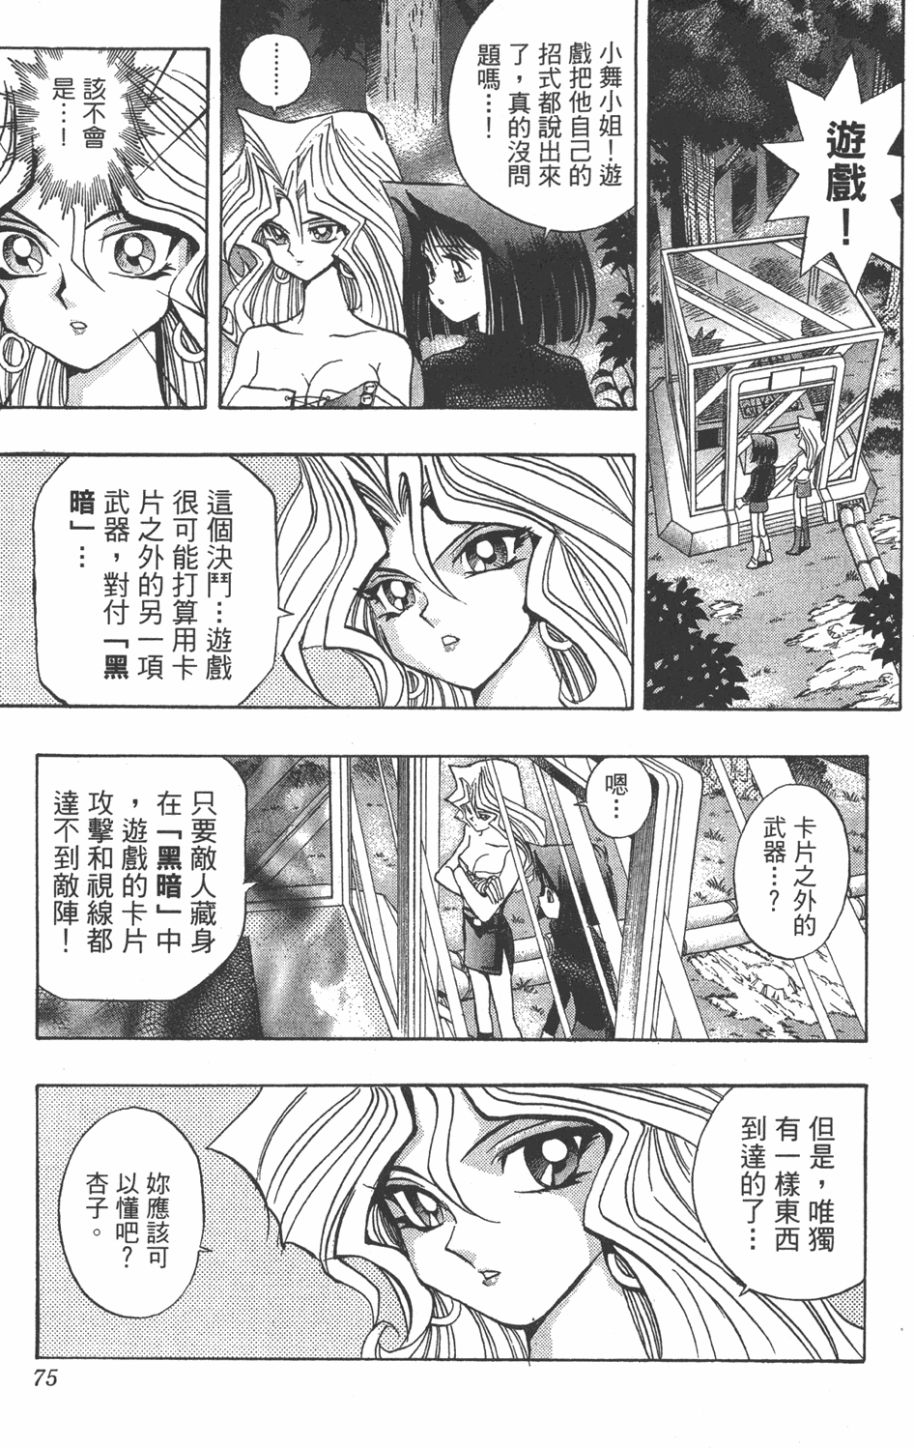 遊戲！
小舞小姐！遊
戲把他自己的
招式都說出來
了，真的沒問
題嗎…！
………
該不會
是…！
這個決鬥…遊戲
很可能打算用卡
片之外的另一項
武器，對付「黑
暗」…
卡片之外的
武器…？
嗯…
只要敵人藏身
在「黑暗」中
，遊戲的卡片
攻擊和視線都
達不到敵陣！
但是，唯獨
有一樣東西
到達的了…
妳應該可
以懂吧？
杏子。
75